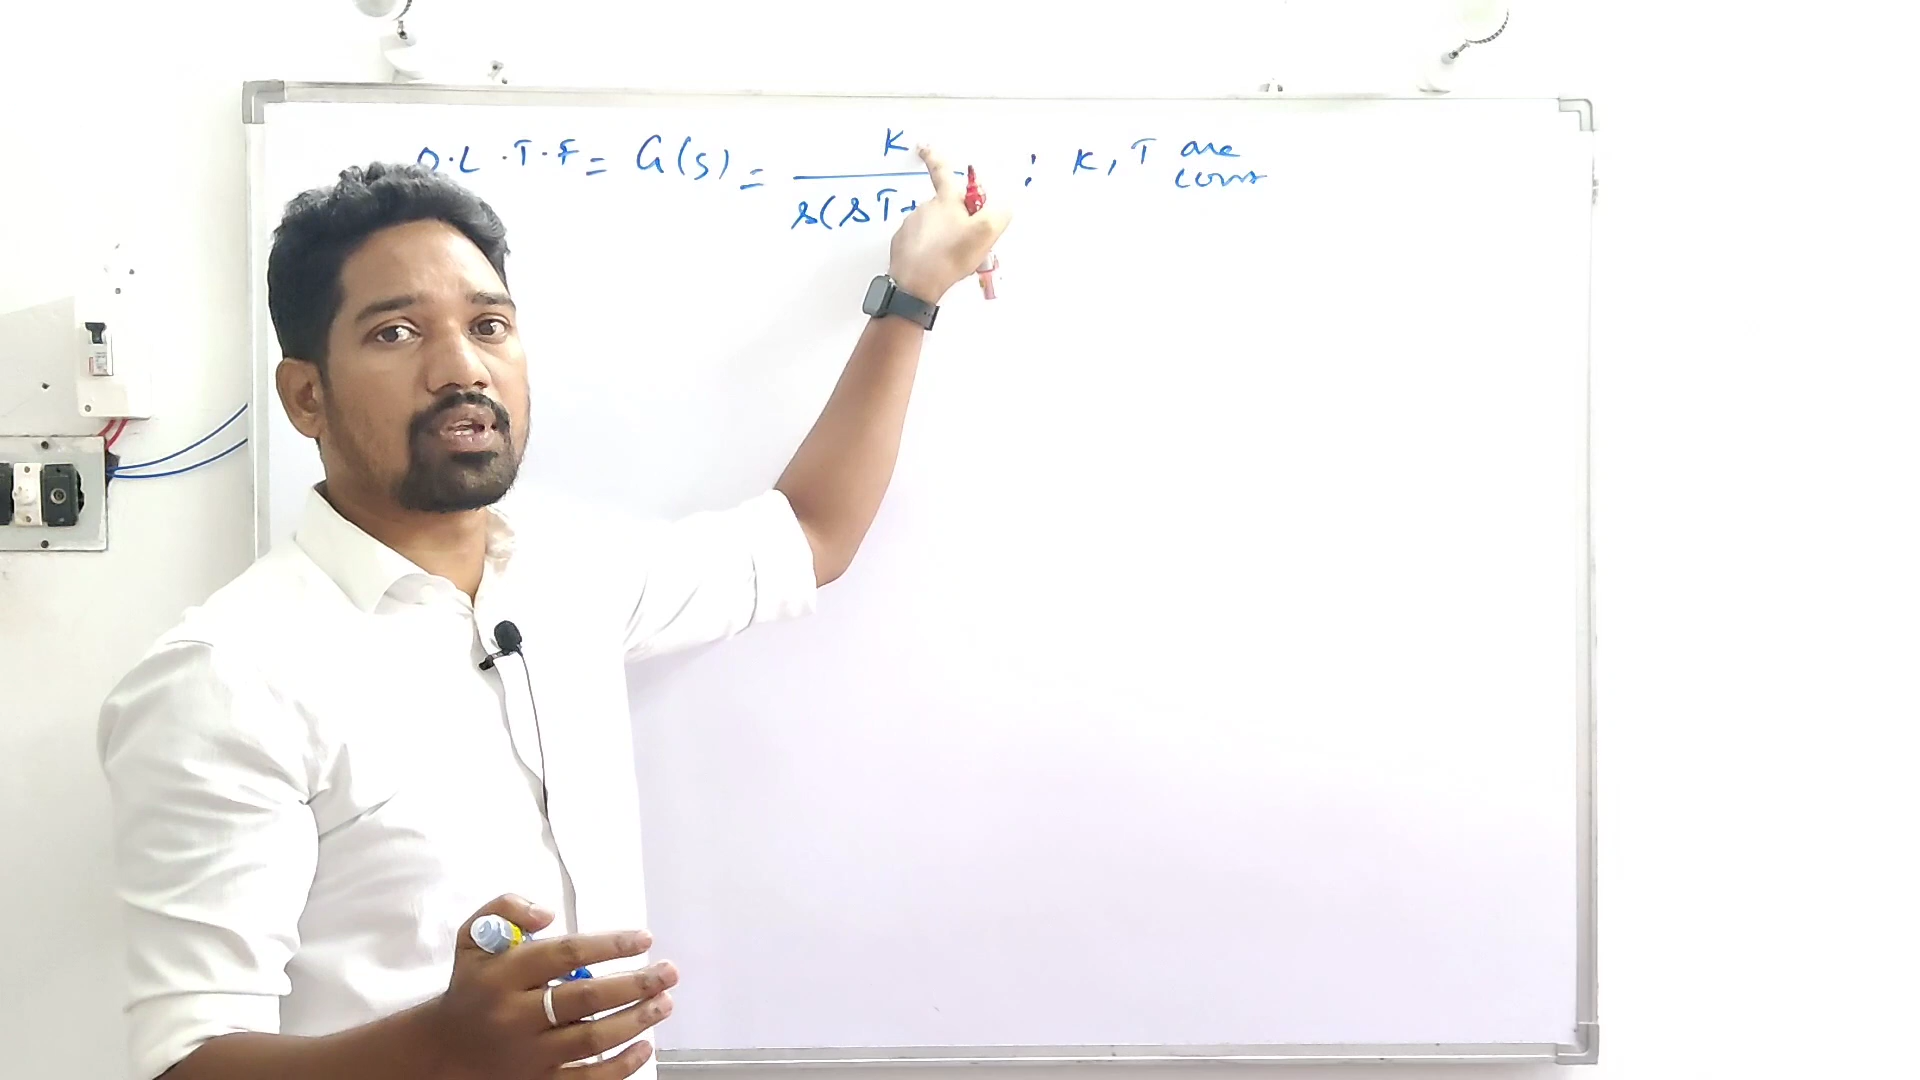 O.L.T.F = G(s) = K / s(sT+ : K, T are
const